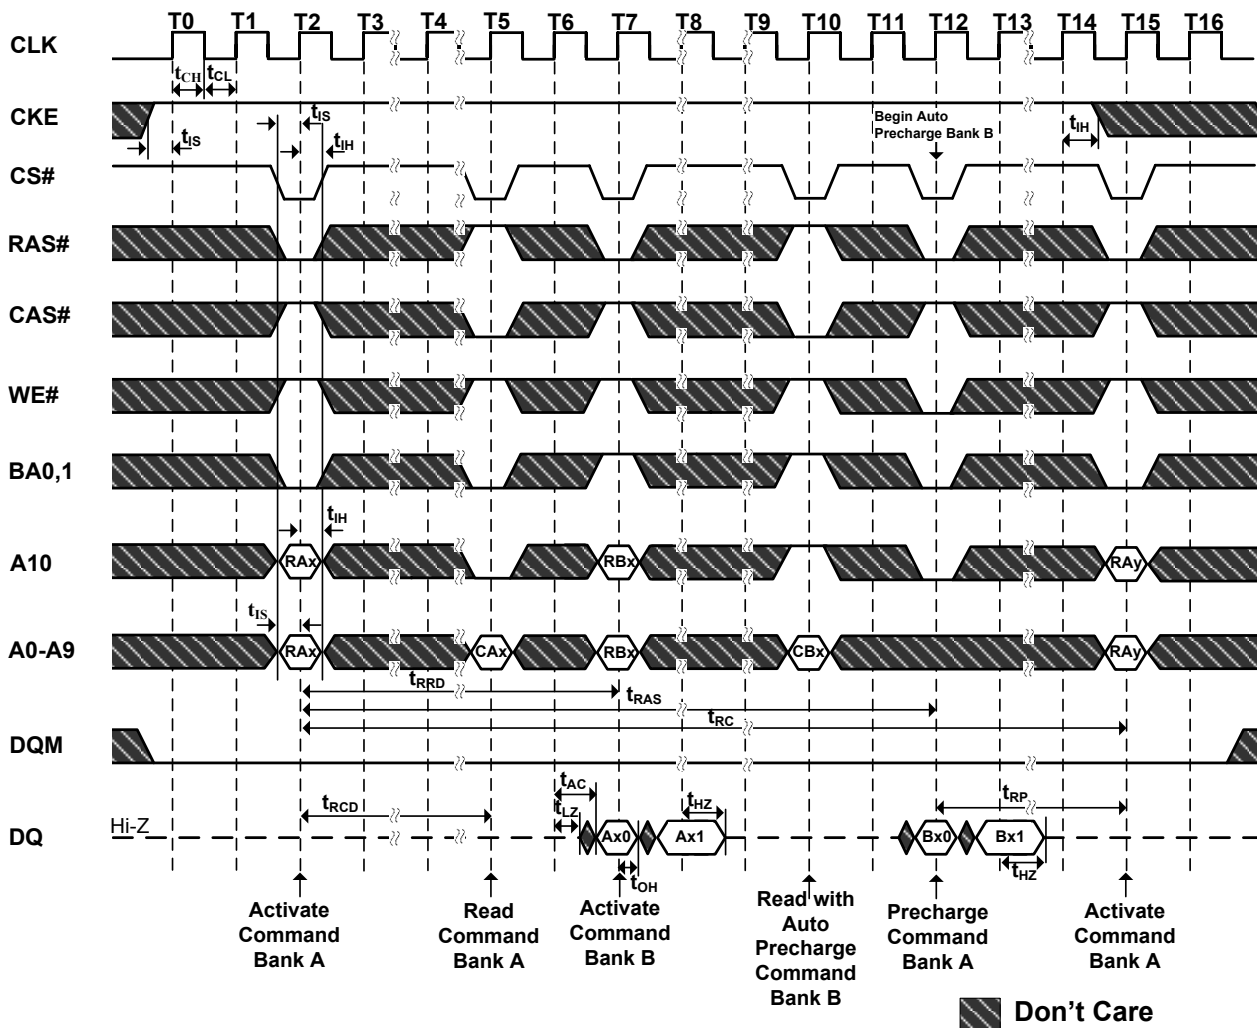 T0 T1 T2 T3 T4 T5 T6 T7 T8 T9 T10 T11 T12 T13 T14 T15 T16
CLK
tCH tCL
CKE
tIS
tIS
tIH
Begin Auto
Precharge Bank B
tIH
CS#
RAS#
CAS#
WE#
BA0,1
tIH
A10
RAx RBx RAy
tIS
A0-A9
RAx CAx RBx CBx RAy
tRRD
tRAS
tRC
DQM
tRCD
tAC
tLZ
tHZ
tRP
Hi-Z
DQ
Ax0 Ax1 Bx0 Bx1
tOH
tHZ
Activate
Command
Bank A
Read
Command
Bank A
Activate
Command
Bank B
Read with
Auto
Precharge
Command
Bank B
Precharge
Command
Bank A
Activate
Command
Bank A
Don't Care